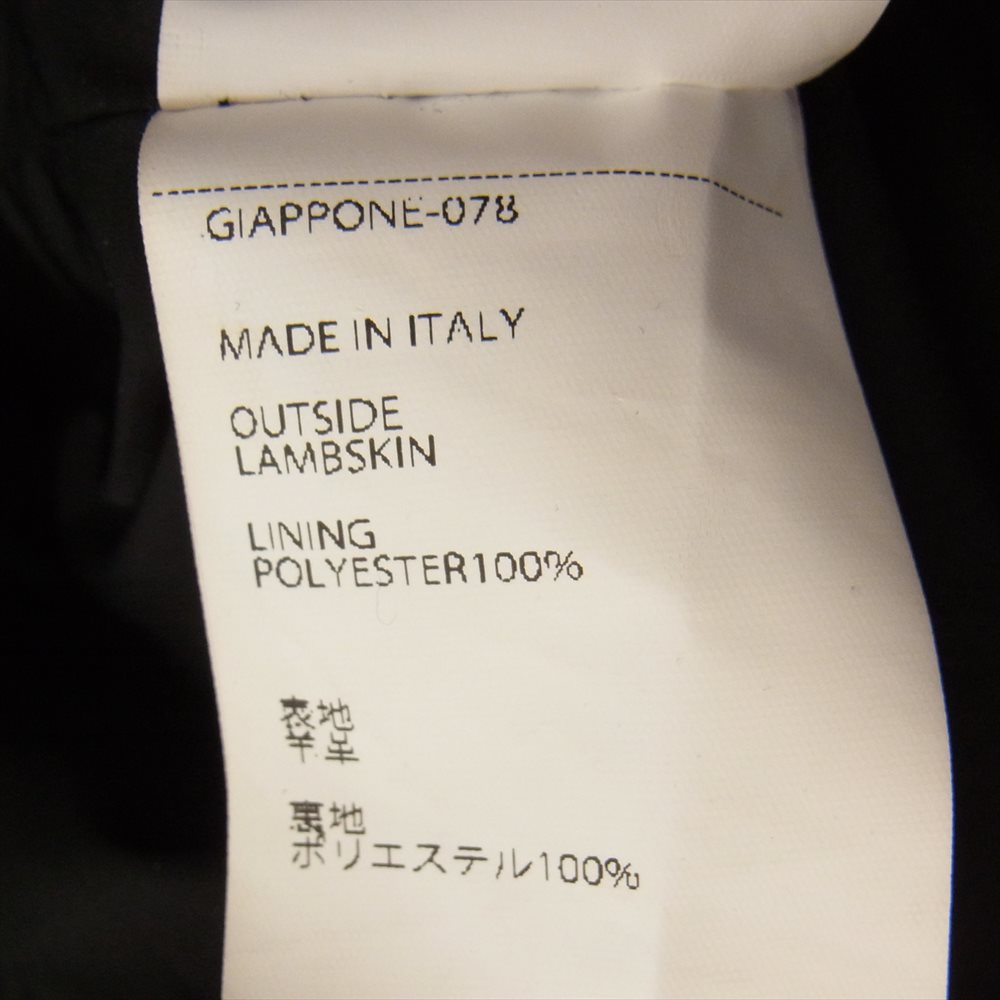 GIAPPONE-078
MADE IN ITALY
OUTSIDE
LAMBSKIN
LINING
POLYESTER100%
表地
羊革
裏地
ポリエステル100%